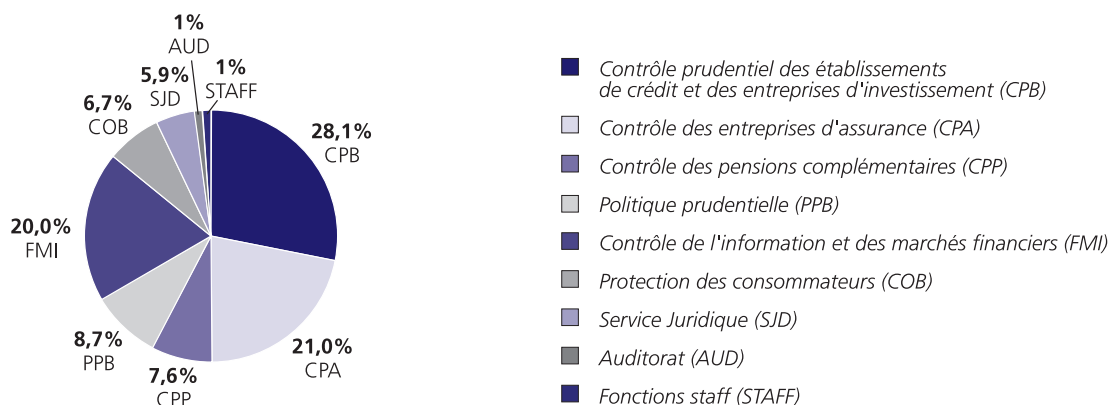 1%
AUD
1%
STAFF
5,9%
SJD
6,7%
COB
28,1%
CPB
20,0%
FMI
8,7%
PPB
7,6%
CPP
21,0%
CPA
Contrôle prudentiel des établissements
de crédit et des entreprises d'investissement (CPB)
Contrôle des entreprises d'assurance (CPA)
Contrôle des pensions complémentaires (CPP)
Politique prudentielle (PPB)
Contrôle de l'information et des marchés financiers (FMI)
Protection des consommateurs (COB)
Service Juridique (SJD)
Auditorat (AUD)
Fonctions staff (STAFF)